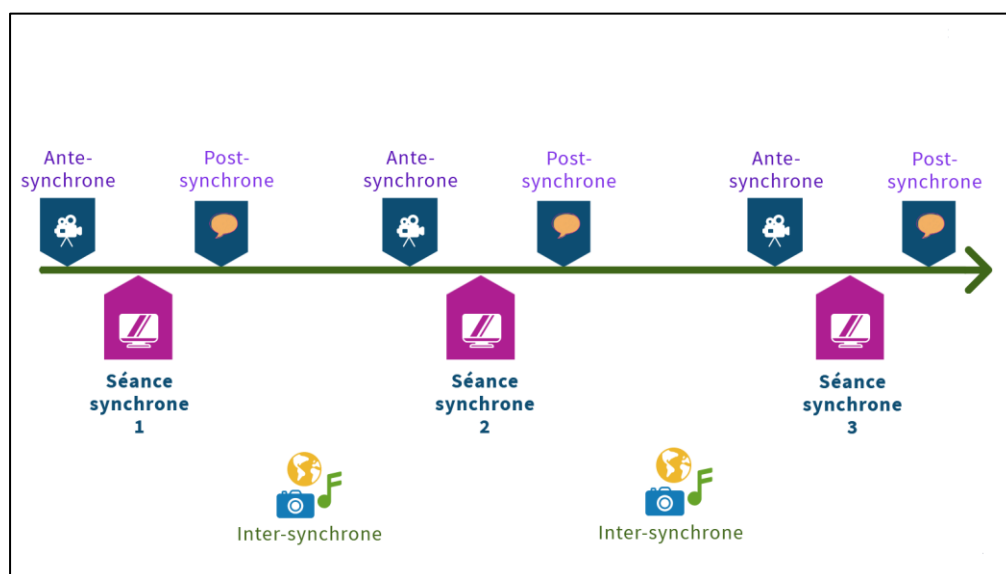 Ante-
synchrone
Post-
synchrone
Ante-
synchrone
Post-
synchrone
Ante-
synchrone
Post-
synchrone
Séance
synchrone
1
Séance
synchrone
2
Séance
synchrone
3
Inter-synchrone
Inter-synchrone